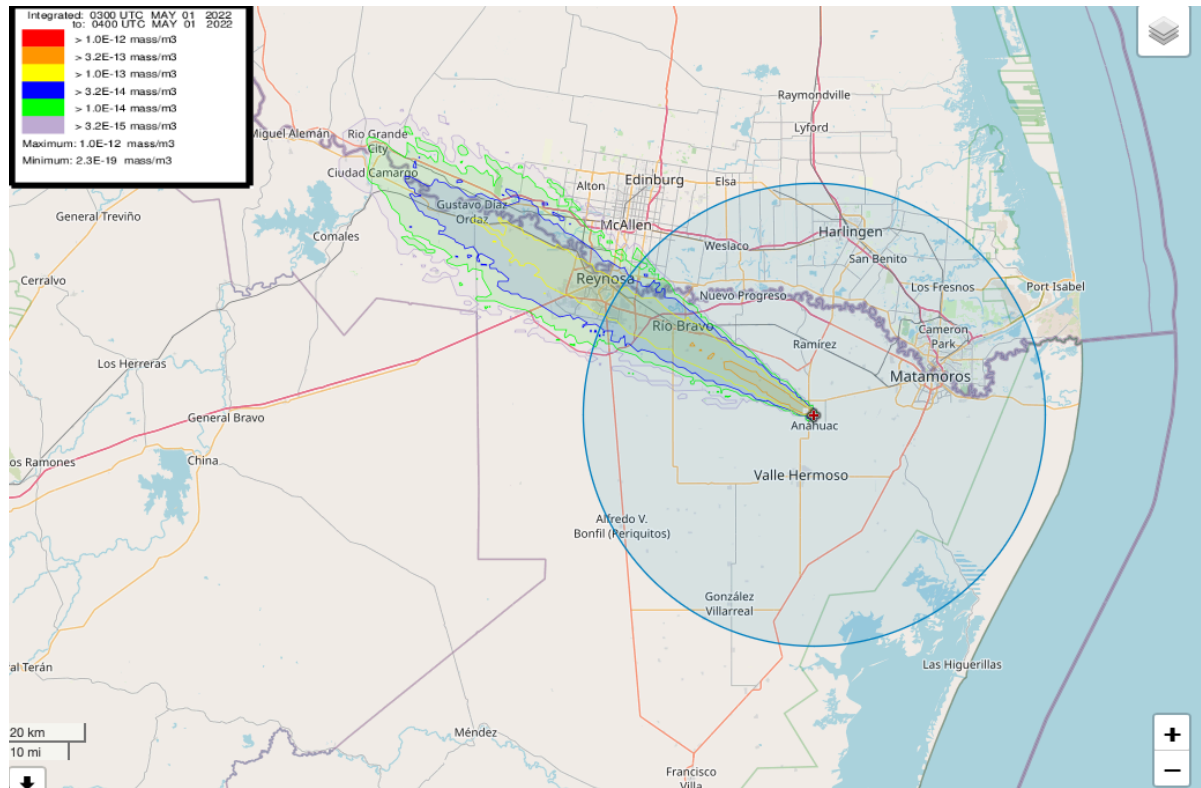 Integrated: 0300 UTC MAY 01 2022
to: 0400 UTC MAY 01 2022
> 1.0E-12 mass/m3
> 3.2E-13 mass/m3
> 1.0E-13 mass/m3
> 3.2E-14 mass/m3
> 1.0E-14 mass/m3
> 3.2E-15 mass/m3
Maximum: 1.0E-12 mass/m3
Minimum: 2.3E-19 mass/m3
Raymondville
Lyford
Miguel Alemán
Rio Grande
City
Ciudad Camargo
Alton
Edinburg
Elsa
General Treviño
Gustavo Díaz
Ordaz
McAllen
Comales
Weslaco
Harlingen
San Benito
Cerralvo
Reynosa
Nuevo Progreso
Los Fresnos
Port Isabel
Río Bravo
Ramírez
Cameron
Park
Los Herreras
Matamoros
General Bravo
Anáhuac
os Ramones
China
Valle Hermoso
Alfredo V.
Bonfil (Periquitos)
González
Villarreal
al Terán
Las Higuerillas
20 km
10 mi
Méndez
Francisco
Villa
+
−